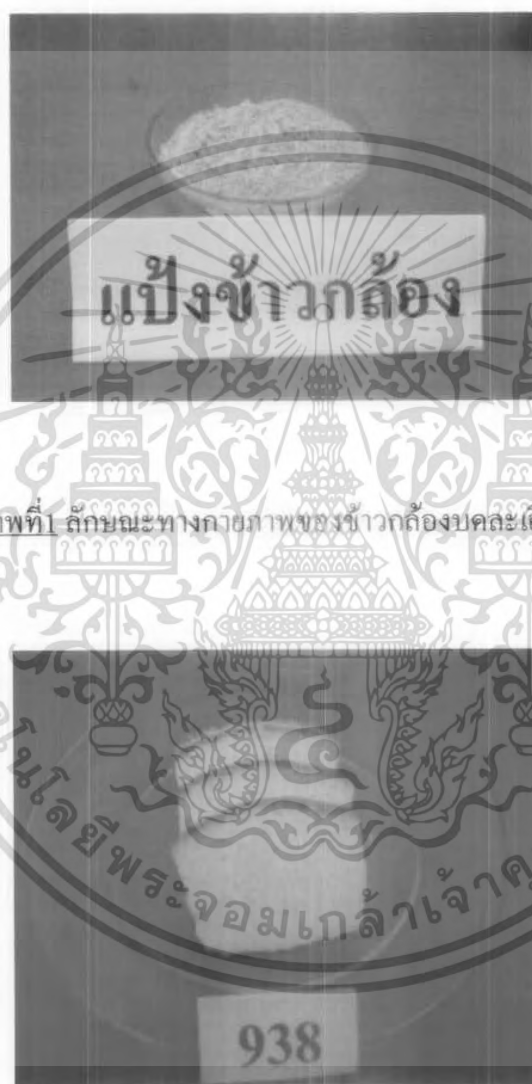 แป้งข้าวกล้อง
พที่1 ลักษณะทางกายภาพของข้าวกล้องบดละเอี
นโลยีพระจอมเกล้าเจ้าคุ
938